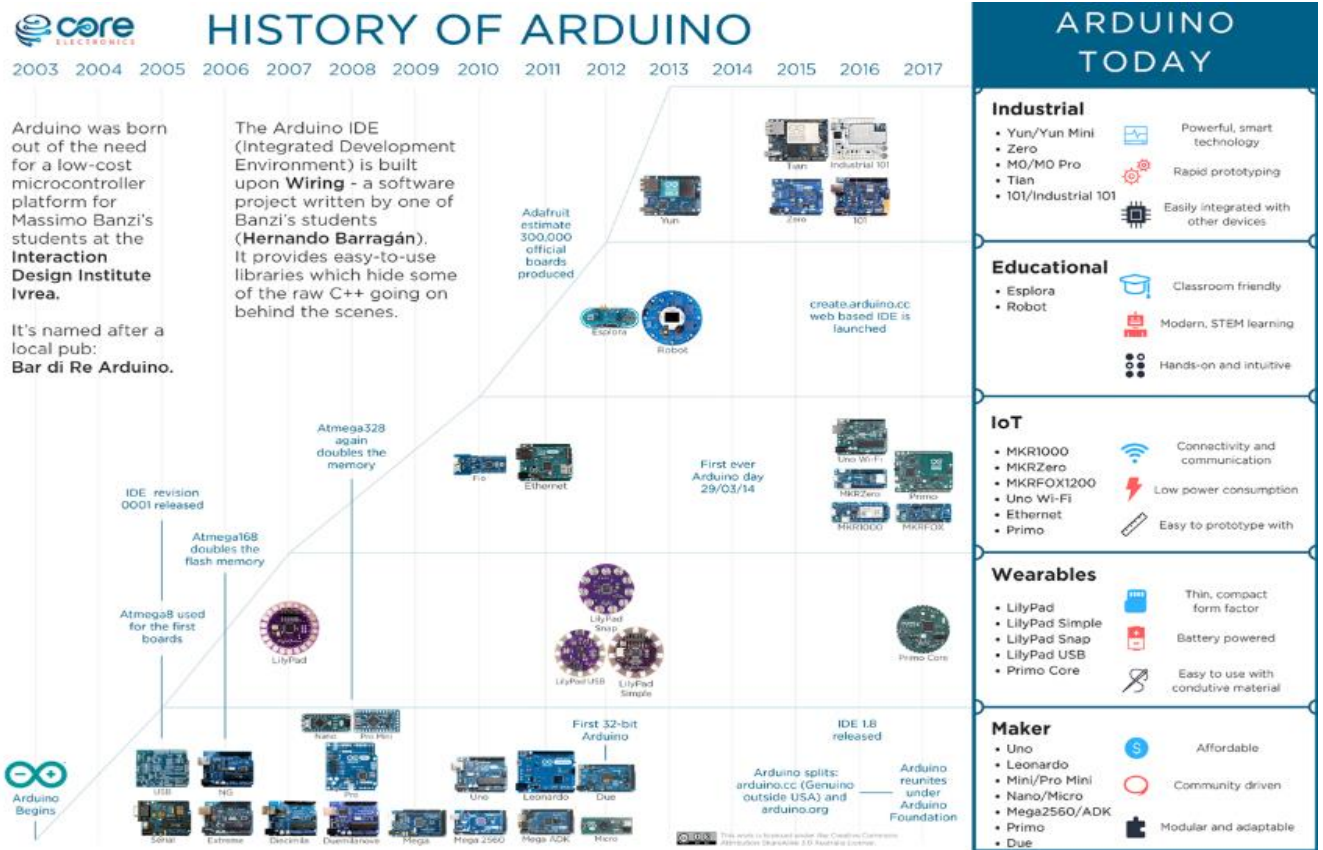 core
ELECTRONICS
HISTORY OF ARDUINO
2003 2004 2005 2006 2007 2008 2009 2010 2011 2012 2013 2014 2015 2016 2017
Arduino was born
out of the need
for a low-cost
microcontroller
platform for
Massimo Banzi's
students at the
Interaction
Design Institute
Ivrea.
It's named after a
local pub:
Bar di Re Arduino.
The Arduino IDE
(Integrated Development
Environment) is built
upon Wiring - a software
project written by one of
Banzi's students
(Hernando Barragán).
It provides easy-to-use
libraries which hide some
of the raw C++ going on
behind the scenes.
Adafruit
estimate
300,000
official
boards
produced
Yun
Tian
Industrial 101
Zero
101
Esplora
Robot
create.arduino.cc
web based IDE is
launched
Atmega328
again
doubles the
memory
Fio
Ethernet
First ever
Arduino day
29/03/14
Uno Wi-Fi
MKRZero
Primo
MKR1000
MKRFOX
IDE revision
0001 released
Atmega168
doubles the
flash memory
Atmega8 used
for the first
boards
LilyPad
LilyPad
Snap
LilyPad USB
LilyPad
Simple
Primo Core
Arduino
Begins
USB
NG
Nano
Pro Mini
Pro
Serial
Extreme
Diecimila
Duemilanove
Mega
Uno
Leonardo
First 32-bit
Arduino
Due
Mega 2560
Mega ADK
Micro
IDE 1.8
released
Arduino splits:
arduino.cc (Genuino
outside USA) and
arduino.org
Arduino
reunites
under
Arduino
Foundation
This work is licensed under the Creative Commons
Attribution-ShareAlike 3.0 Australia License.
ARDUINO
TODAY
Industrial
• Yun/Yun Mini
• Zero
• M0/M0 Pro
• Tian
• 101/Industrial 101
Powerful, smart
technology
Rapid prototyping
Easily integrated with
other devices
Educational
• Esplora
• Robot
Classroom friendly
Modern, STEM learning
Hands-on and intuitive
IoT
• MKR1000
• MKRZero
• MKRFOX1200
• Uno Wi-Fi
• Ethernet
• Primo
Connectivity and
communication
Low power consumption
Easy to prototype with
Wearables
• LilyPad
• LilyPad Simple
• LilyPad Snap
• LilyPad USB
• Primo Core
Thin, compact
form factor
Battery powered
Easy to use with
condutive material
Maker
• Uno
• Leonardo
• Mini/Pro Mini
• Nano/Micro
• Mega2560/ADK
• Primo
• Due
Affordable
Community driven
Modular and adaptable